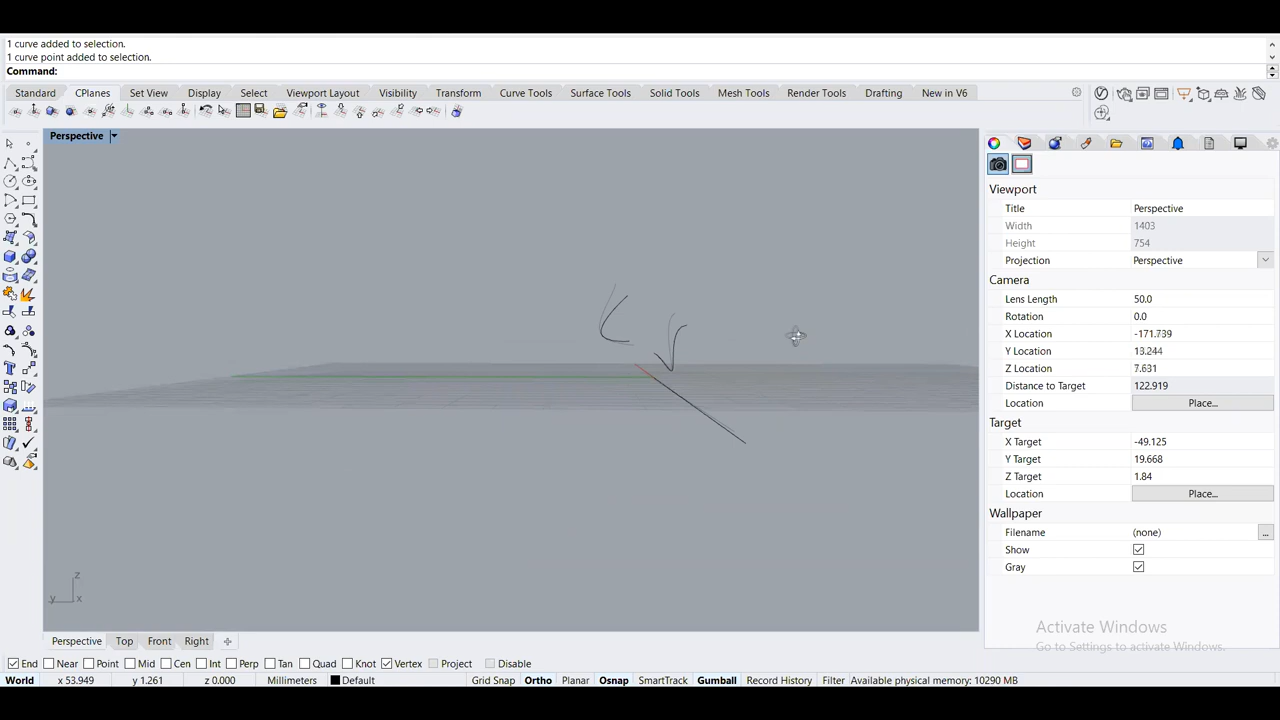 1 curve added to selection.
1 curve point added to selection.
Command:
Standard CPlanes Set View Display Select Viewport Layout Visibility Transform Curve Tools Surface Tools Solid Tools Mesh Tools Render Tools Drafting New in V6
Perspective
Viewport
Title Perspective
Width 1403
Height 754
Projection Perspective
Camera
Lens Length 50.0
Rotation 0.0
X Location -171.739
Y Location 13.244
Z Location 7.631
Distance to Target 122.919
Location Place...
Target
X Target -49.125
Y Target 19.668
Z Target 1.84
Location Place...
Wallpaper
Filename (none) ...
Show
Gray
z
y x
Activate Windows
Go to Settings to activate Windows.
Perspective Top Front Right
End Near Point Mid Cen Int Perp Tan Quad Knot Vertex Project Disable
World x 53.949 y 1.261 z 0.000 Millimeters Default Grid Snap Ortho Planar Osnap SmartTrack Gumball Record History Filter Available physical memory: 10290 MB